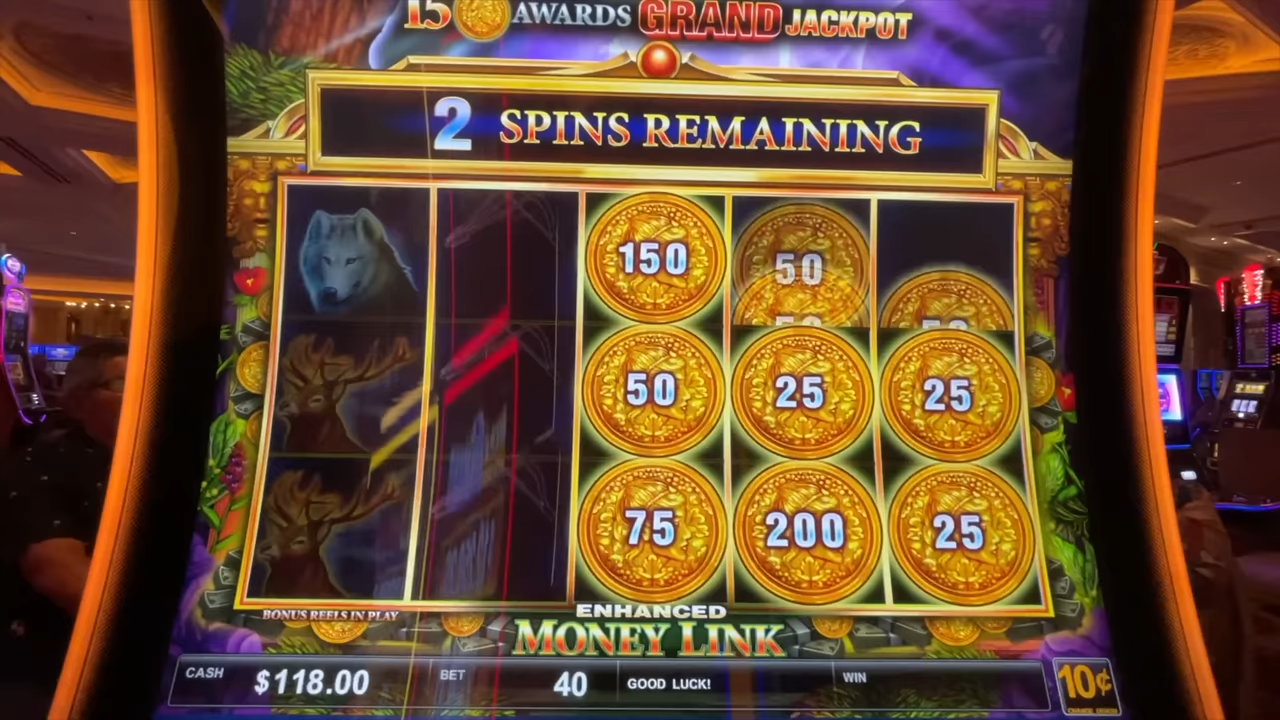 15 AWARDS GRAND JACKPOT
2 SPINS REMAINING
150
50
50
25
25
75
200
25
BONUS REELS IN PLAY
ENHANCED
MONEY LINK
CASH $118.00 BET 40 GOOD LUCK! WIN
10¢